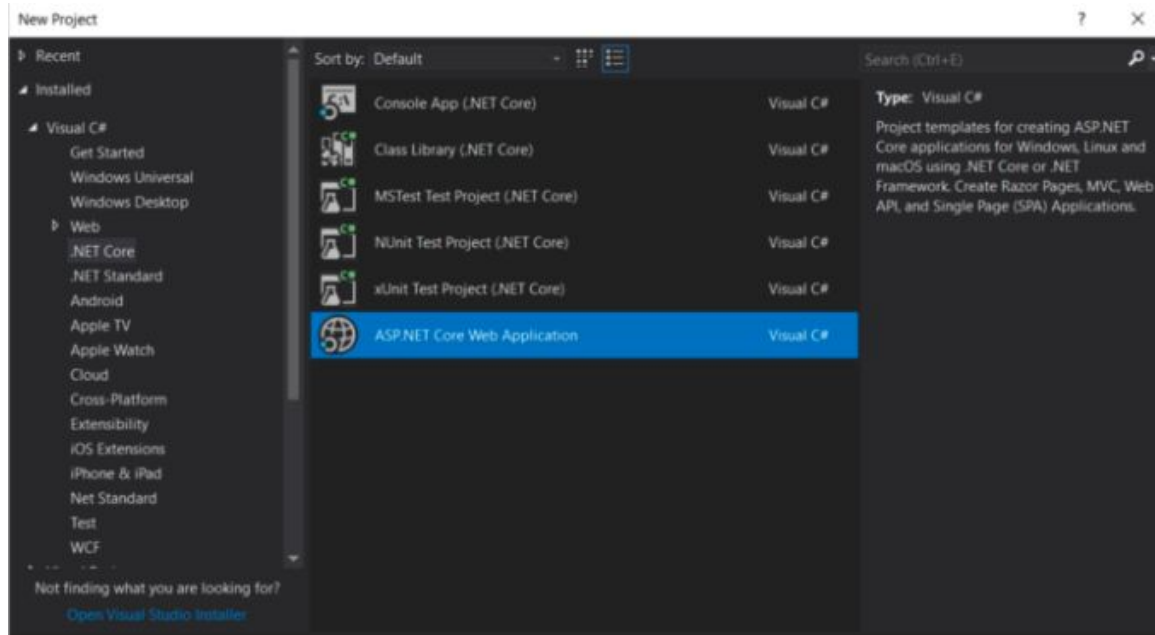 New Project
?
Recent
Installed
Visual C#
Get Started
Windows Universal
Windows Desktop
Web
.NET Core
.NET Standard
Android
Apple TV
Apple Watch
Cloud
Cross-Platform
Extensibility
iOS Extensions
iPhone & iPad
Net Standard
Test
WCF
Not finding what you are looking for?
Open Visual Studio Installer
Sort by: Default
Console App (.NET Core) Visual C#
Class Library (.NET Core) Visual C#
MSTest Test Project (.NET Core) Visual C#
NUnit Test Project (.NET Core) Visual C#
xUnit Test Project (.NET Core) Visual C#
ASP.NET Core Web Application Visual C#
Search (Ctrl+E)
Type: Visual C#
Project templates for creating ASP.NET
Core applications for Windows, Linux and
macOS using .NET Core or .NET
Framework. Create Razor Pages, MVC, Web
API, and Single Page (SPA) Applications.